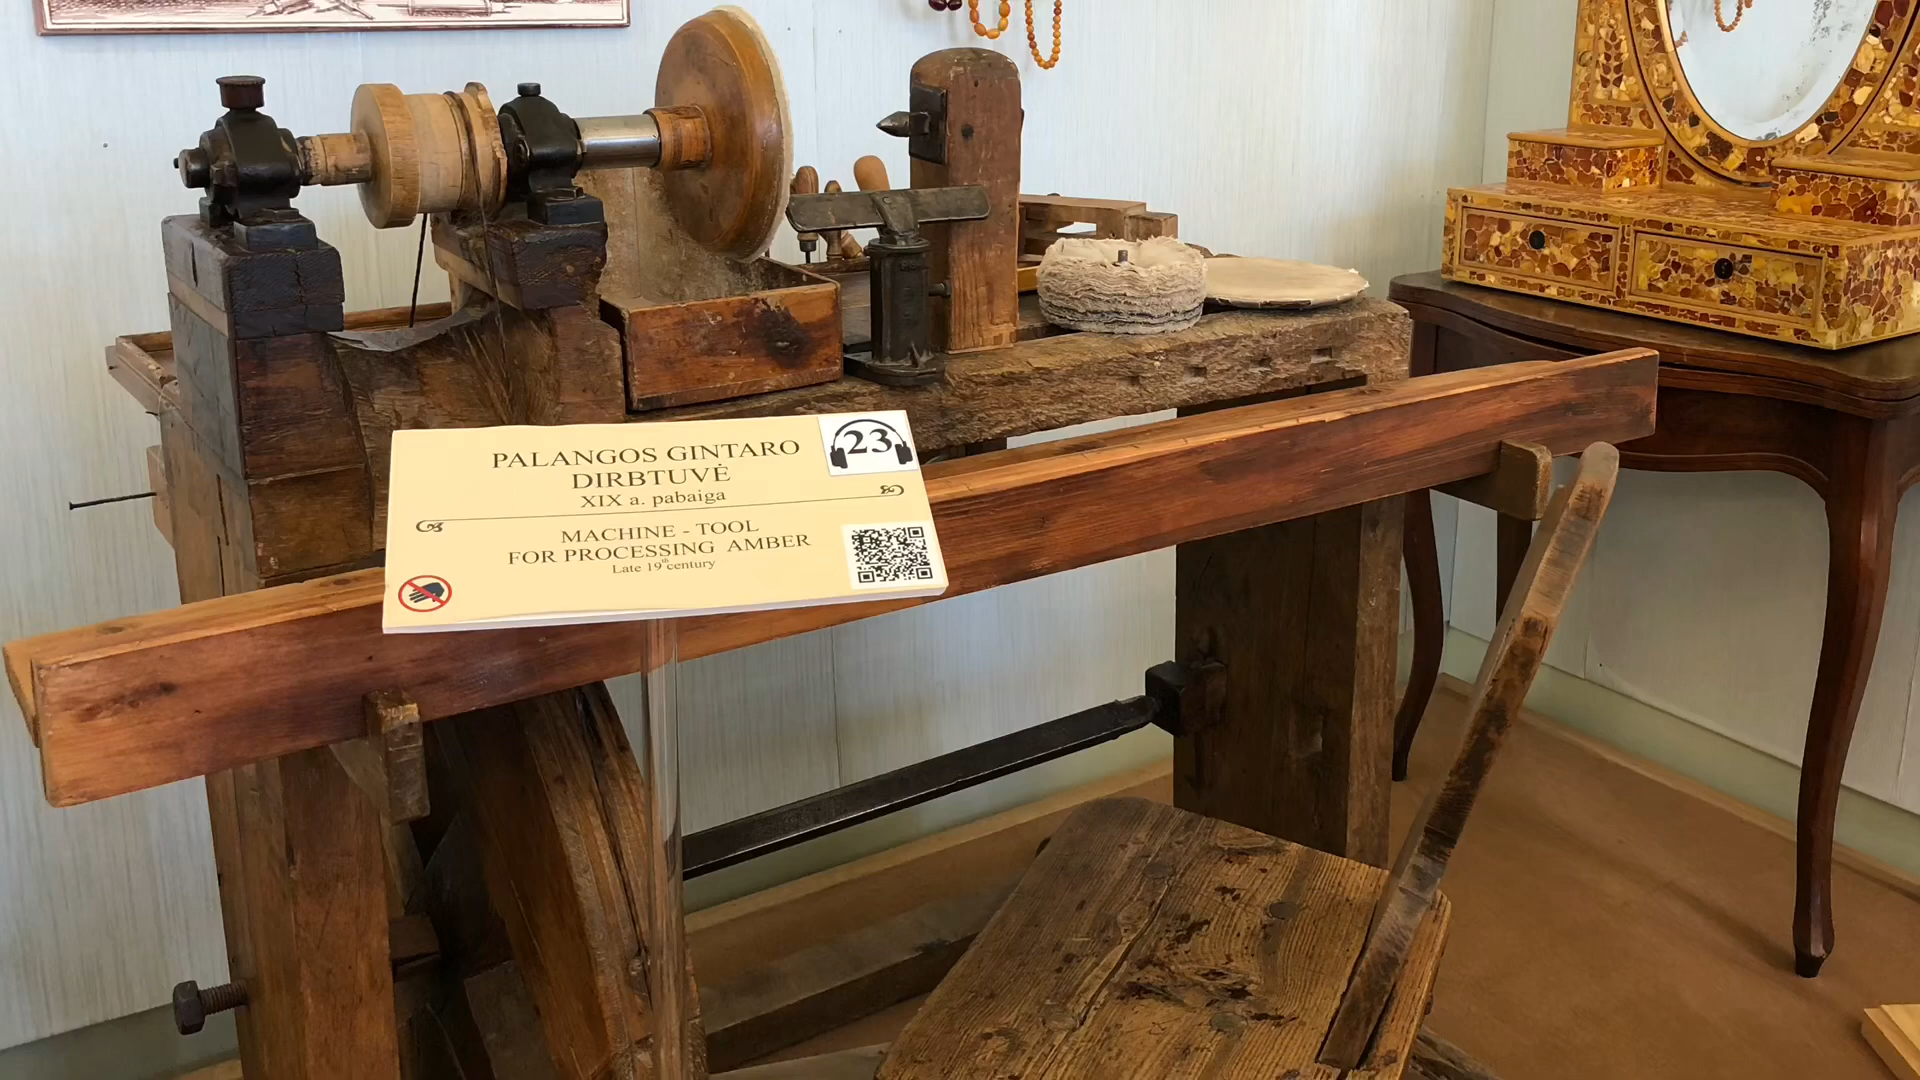 PALANGOS GINTARO
DIRBTUVĖ
XIX a. pabaiga
MACHINE - TOOL
FOR PROCESSING AMBER
Late 19th century
23